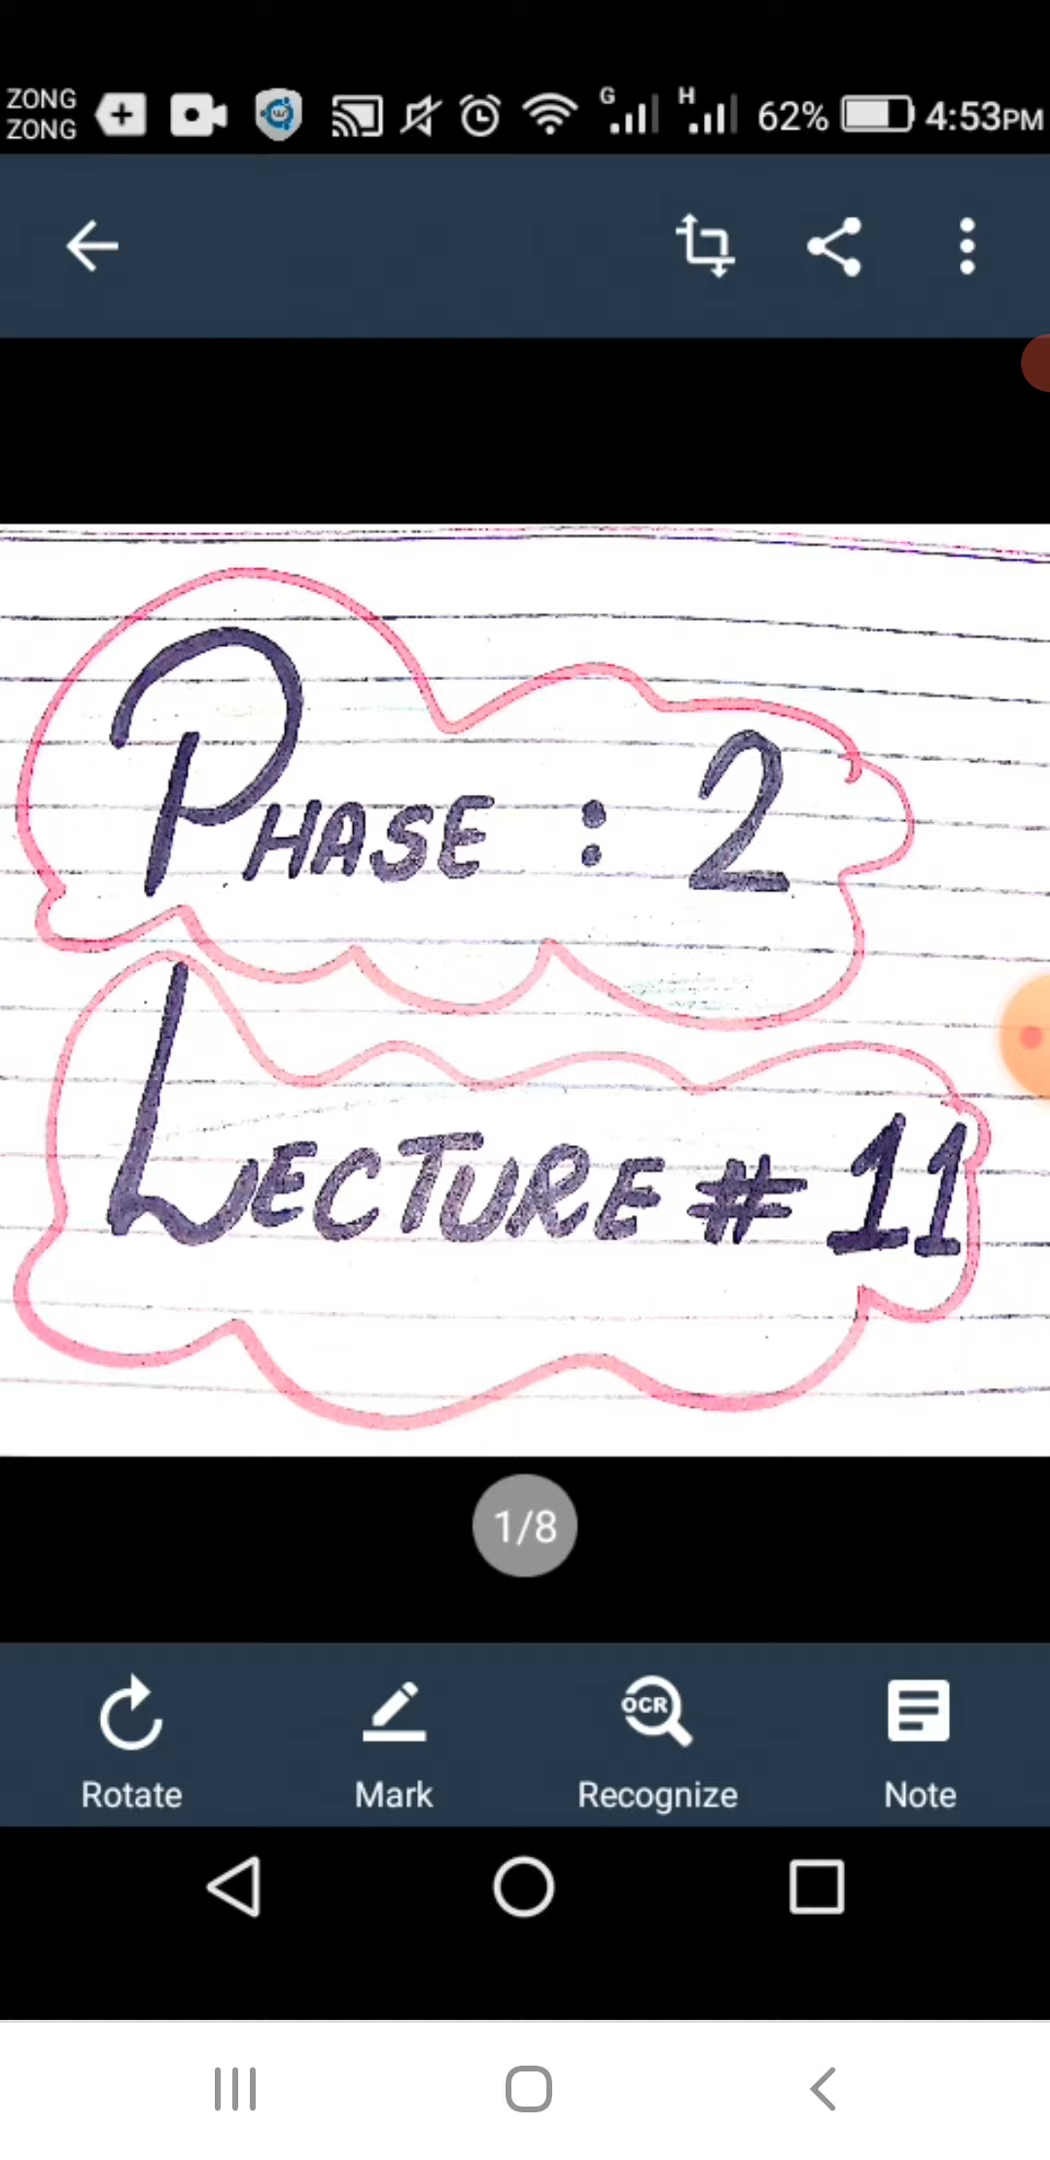 ZONG
ZONG
G H 62% 4:53PM
PHASE : 2
LECTURE # 11
1/8
OCR
Rotate Mark Recognize Note